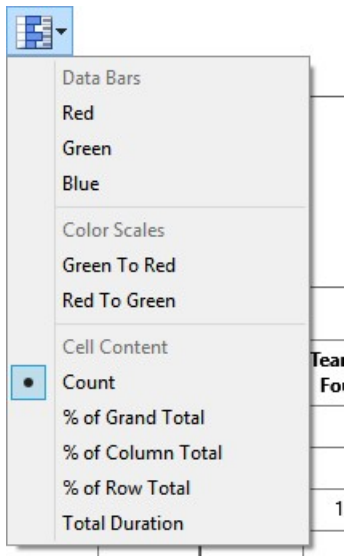 Data Bars
Red
Green
Blue
Color Scales
Green To Red
Red To Green
Cell Content
Count
% of Grand Total
% of Column Total
% of Row Total
Total Duration
1